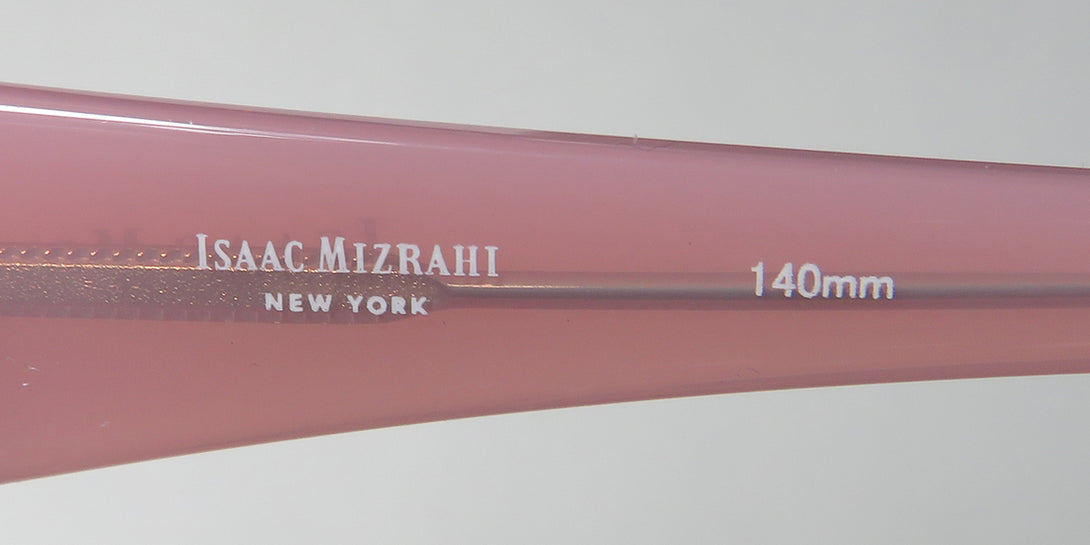 ISAAC MIZRAHI
NEW YORK
140mm